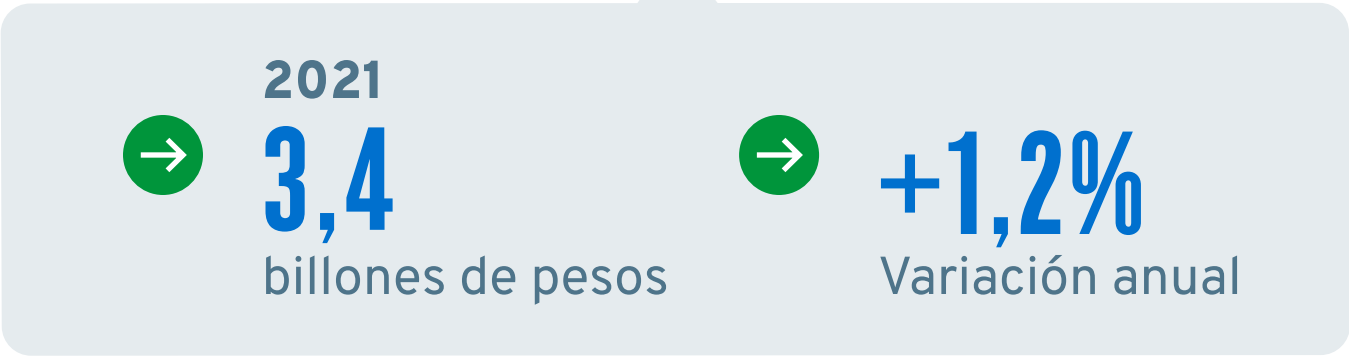 2021
3,4
billones de pesos
+1,2%
Variación anual